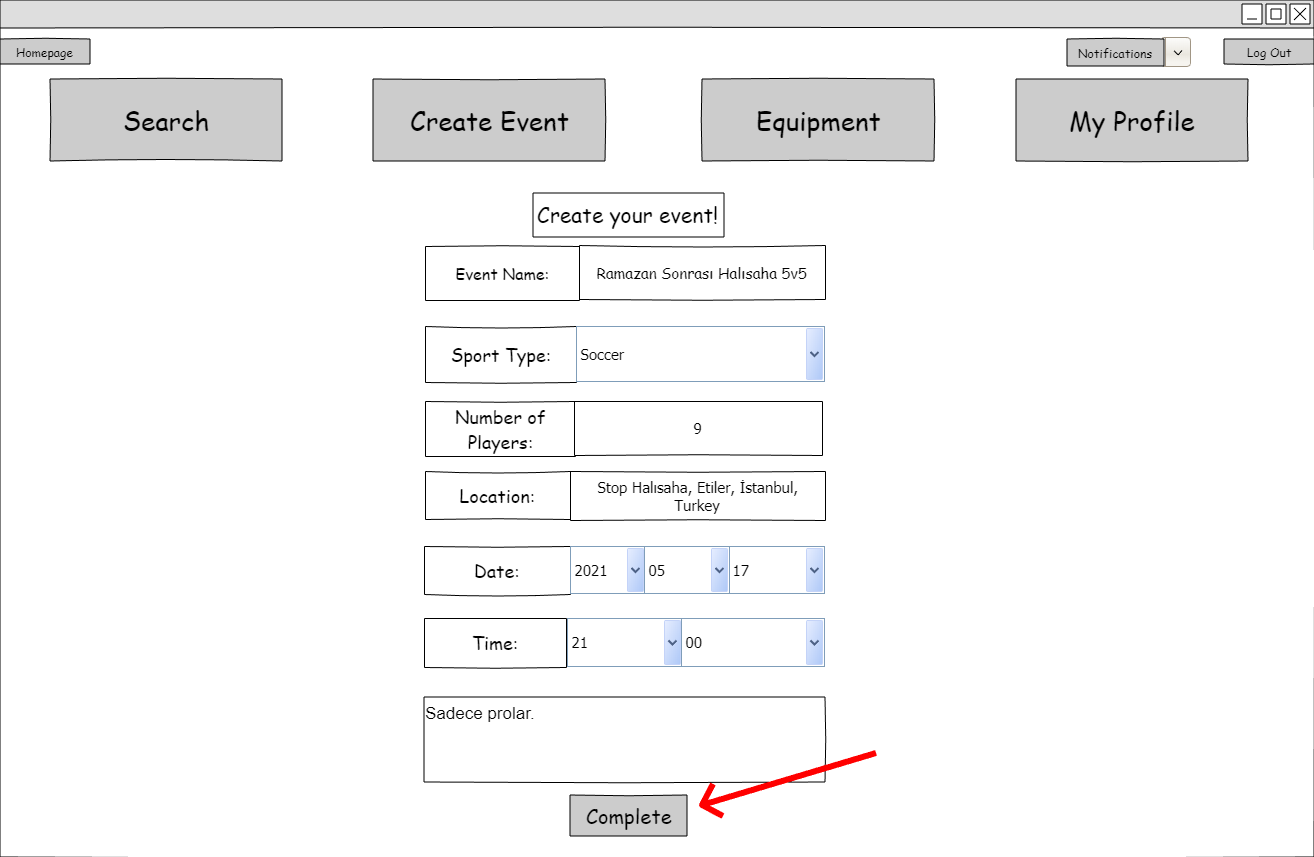 Homepage
Notifications
Log Out
Search
Create Event
Equipment
My Profile
Create your event!
Event Name:
Ramazan Sonrası Halısaha 5v5
Sport Type:
Soccer
Number of
Players:
9
Location:
Stop Halısaha, Etiler, İstanbul,
Turkey
Date:
2021
05
17
Time:
21
00
Sadece prolar.
Complete